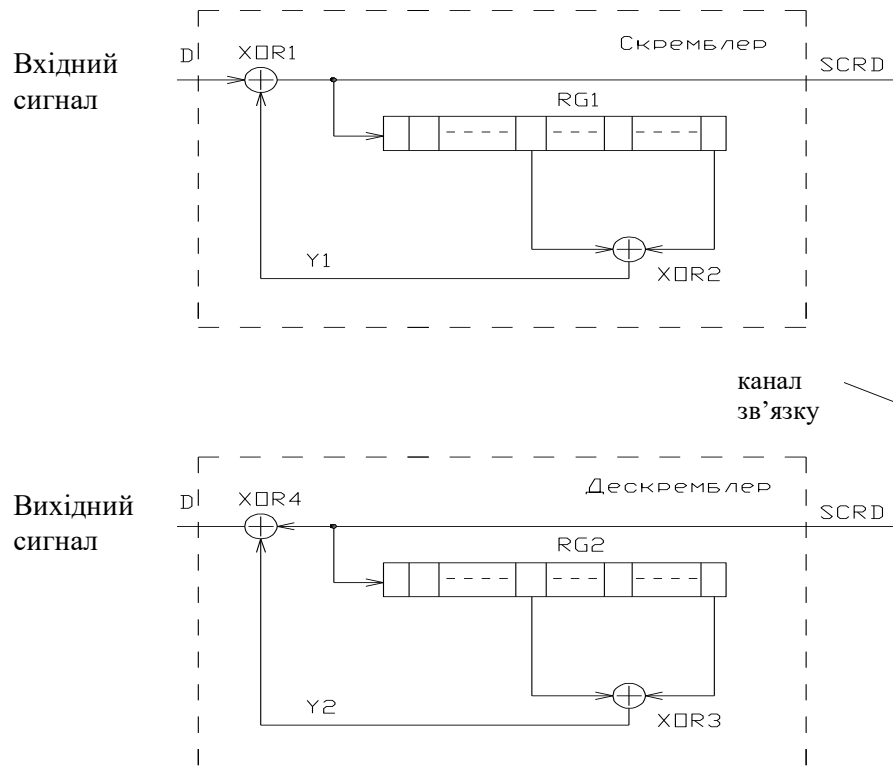 D
XOR1
Скремблер
SCRD
Вхідний
сигнал
RG1
Y1
XOR2
канал
зв’язку
D
XOR4
Дескремблер
SCRD
Вихідний
сигнал
RG2
Y2
XOR3